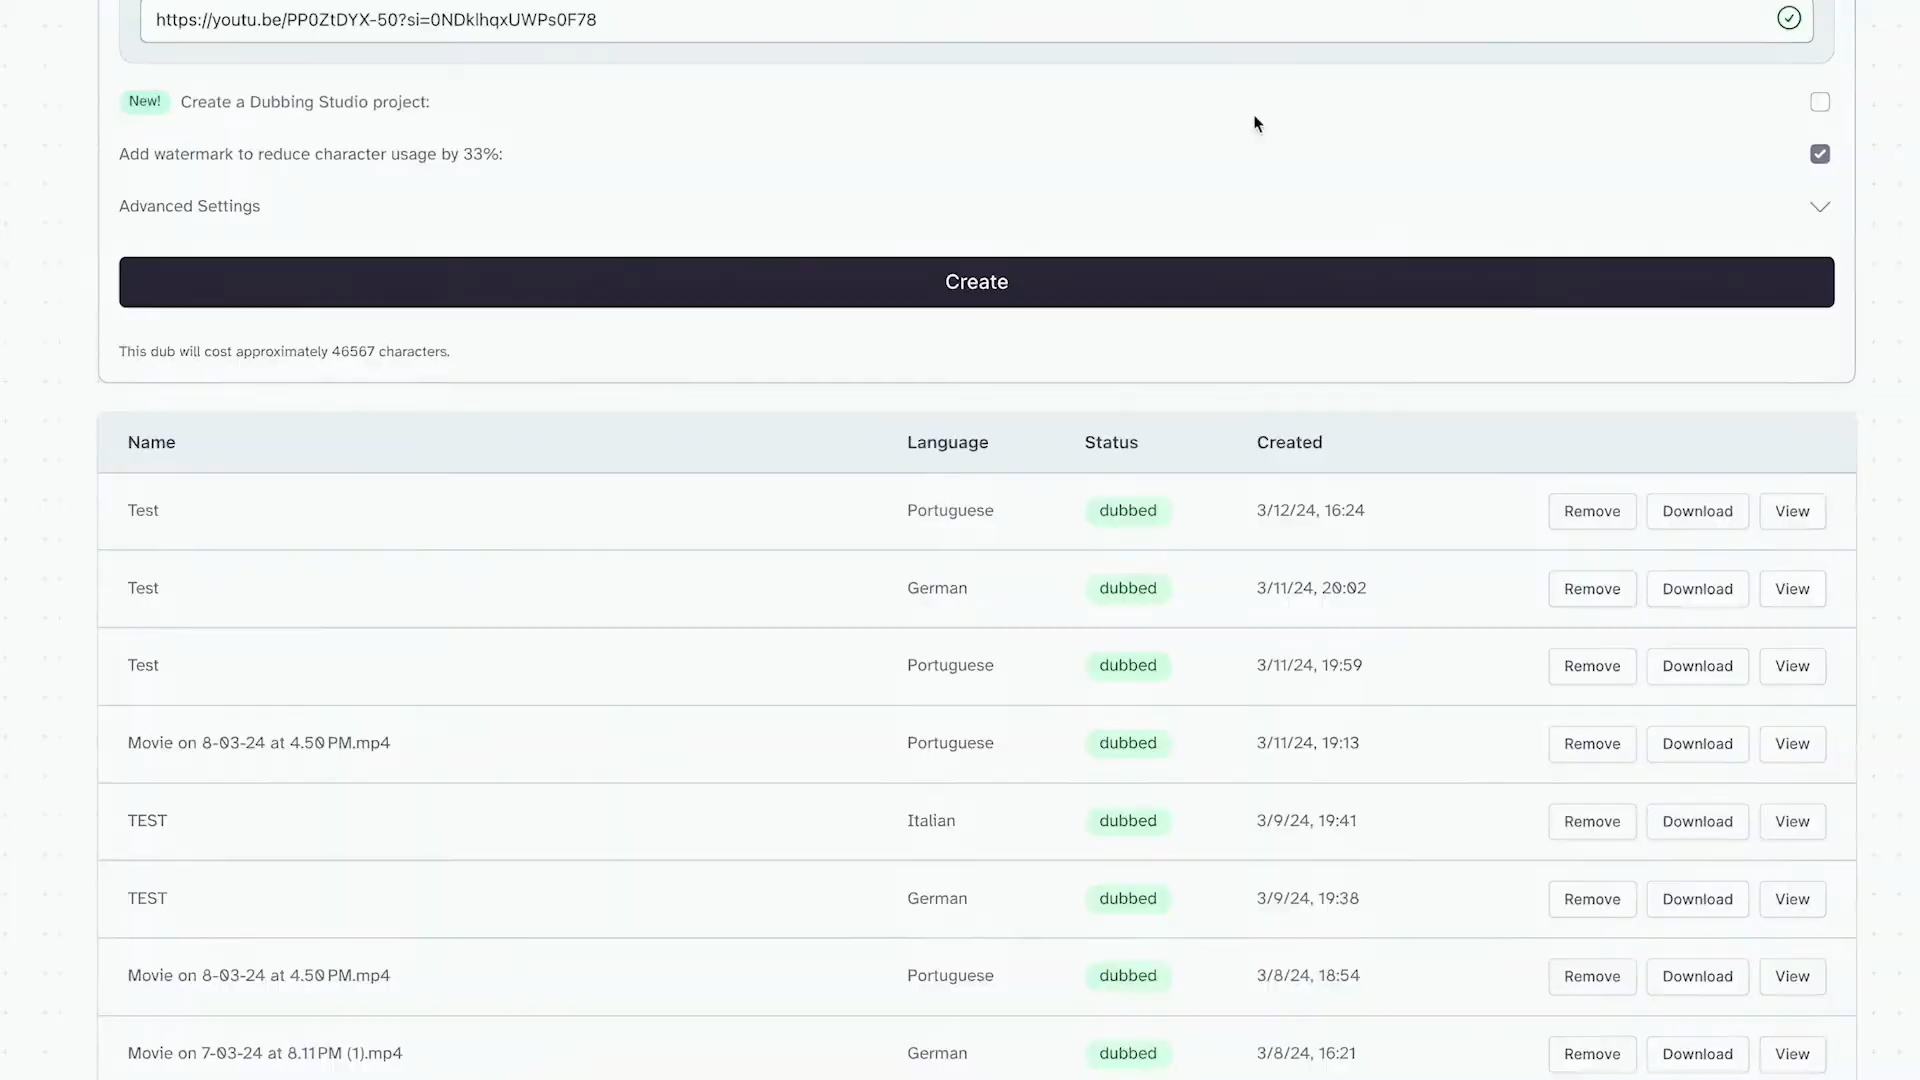 https://youtu.be/PP0ZtDYX-50?si=0NDklhqxUWPs0F78
New! Create a Dubbing Studio project:
Add watermark to reduce character usage by 33%:
Advanced Settings
Create
This dub will cost approximately 46567 characters.
Name Language Status Created
Test Portuguese dubbed 3/12/24, 16:24 Remove Download View
Test German dubbed 3/11/24, 20:02 Remove Download View
Test Portuguese dubbed 3/11/24, 19:59 Remove Download View
Movie on 8-03-24 at 4.50 PM.mp4 Portuguese dubbed 3/11/24, 19:13 Remove Download View
TEST Italian dubbed 3/9/24, 19:41 Remove Download View
TEST German dubbed 3/9/24, 19:38 Remove Download View
Movie on 8-03-24 at 4.50 PM.mp4 Portuguese dubbed 3/8/24, 18:54 Remove Download View
Movie on 7-03-24 at 8.11 PM (1).mp4 German dubbed 3/8/24, 16:21 Remove Download View